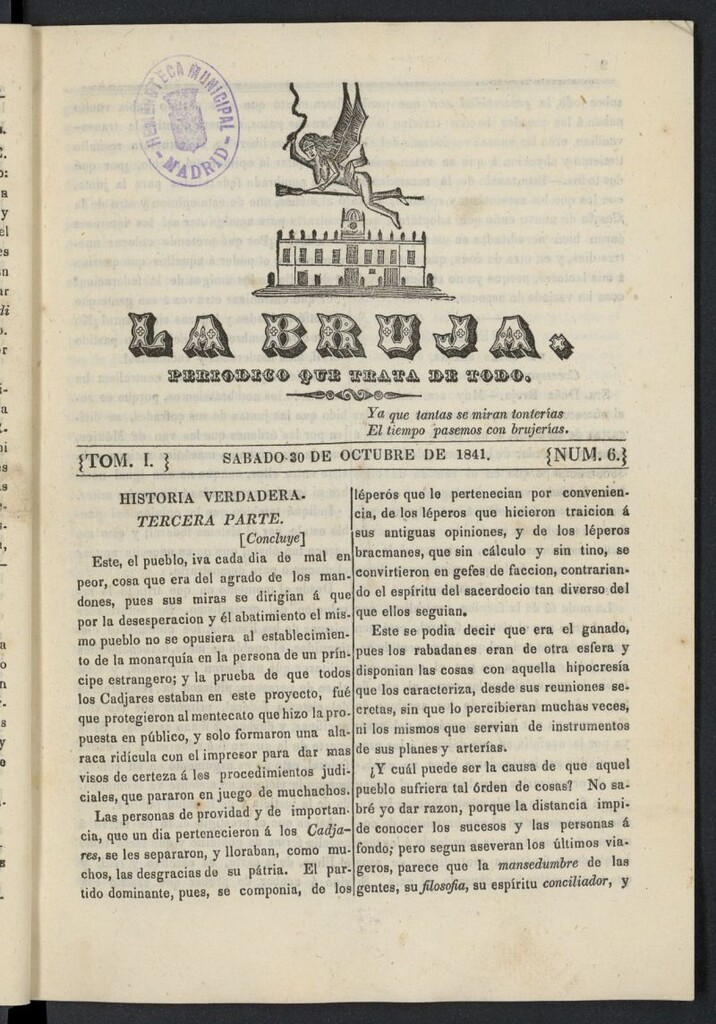 HEMEROTECA MUNICIPAL
- MADRID -
LA BRUJA.
PERIODICO QUE TRATA DE TODO.
Ya que tantas se miran tonterías
El tiempo pasemos con brujerías.
{TOM. I. }
SABADO 30 DE OCTUBRE DE 1841.
{NUM. 6.}
HISTORIA VERDADERA.
TERCERA PARTE.
[Concluye]
Este, el pueblo, iva cada dia de mal en
peor, cosa que era del agrado de los man-
dones, pues sus miras se dirigian á que
por la desesperacion y él abatimiento el mis-
mo pueblo no se opusiera al establecimien-
to de la monarquía en la persona de un prín-
cipe estrangero; y la prueba de que todos
los Cadjares estaban en este proyecto, fué
que protegieron al mentecato que hizo la pro-
puesta en público, y solo formaron una ala-
raca ridícula con el impresor para dar mas
visos de certeza á los procedimientos judi-
ciales, que pararon en juego de muchachos.
Las personas de providad y de importan-
cia, que un dia pertenecieron á los Cadja-
res, se les separaron, y lloraban, como mu-
chos, las desgracias de su pátria. El par-
tido dominante, pues, se componia, de los
léperos que le pertenecian por convenien-
cia, de los léperos que hicieron traicion á
sus antiguas opiniones, y de los léperos
bracmanes, que sin cálculo y sin tino, se
convirtieron en gefes de faccion, contrarian-
do el espíritu del sacerdocio tan diverso del
que ellos seguian.
Este se podia decir que era el ganado,
pues los rabadanes eran de otra esfera y
disponian las cosas con aquella hipocresía
que los caracteriza, desde sus reuniones se-
cretas, sin que lo percibieran muchas veces,
ni los mismos que servian de instrumentos
de sus planes y arterías.
¿Y cuál puede ser la causa de que aquel
pueblo sufriera tal órden de cosas? No sa-
bré yo dar razon, porque la distancia impi-
de conocer los sucesos y las personas á
fondo; pero segun aseveran los últimos via-
geros, parece que la mansedumbre de las
gentes, su filosofia, su espíritu conciliador, y